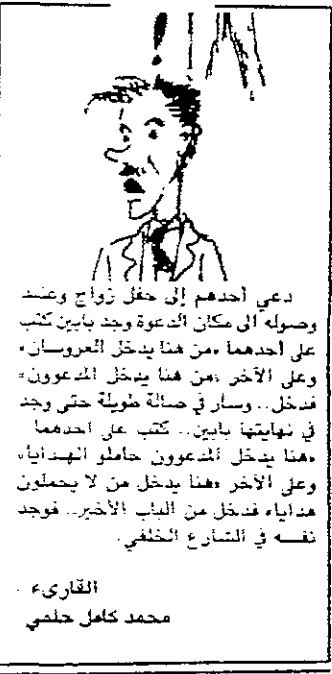 دعي أحدهم إلى حفل زواج وعند
وصوله الى مكان الدعوة وجد بابين كتب
على أحدهما «من هنا يدخل العروسان»
وعلى الآخر «من هنا يدخل المدعوون»
فدخل.. وسار في صالة طويلة حتى وجد
في نهايتها بابين.. كتب على احدهما
«هنا يدخل المدعوون حاملو الهدايا»
وعلى الآخر «هنا يدخل من لا يحملون
هدايا» فدخل من الباب الأخير.. فوجد
نفسه في الشارع الخلفي.
القارىء
محمد كامل حلمي